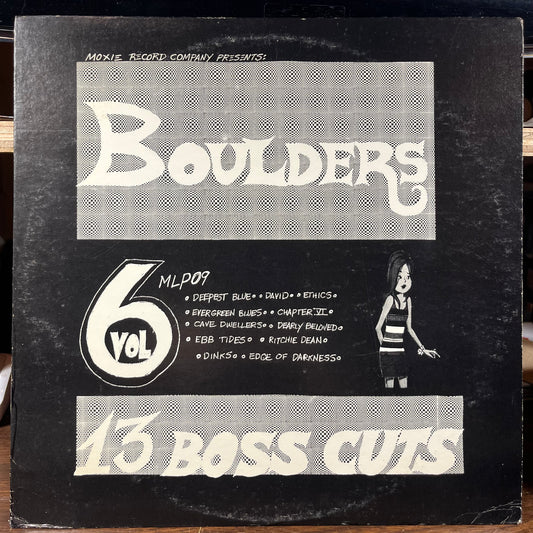 MOXIE RECORD COMPANY PRESENTS:
BOULDERS
VOL 6
MLP09
• DEEPEST BLUE • • DAVID • • ETHICS •
• EVERGREEN BLUES • • CHAPTER VI •
• CAVE DWELLERS • • DEARLY BELOVED •
• EBB TIDES • • RITCHIE DEAN •
• DINKS • • EDGE OF DARKNESS •
13 BOSS CUTS